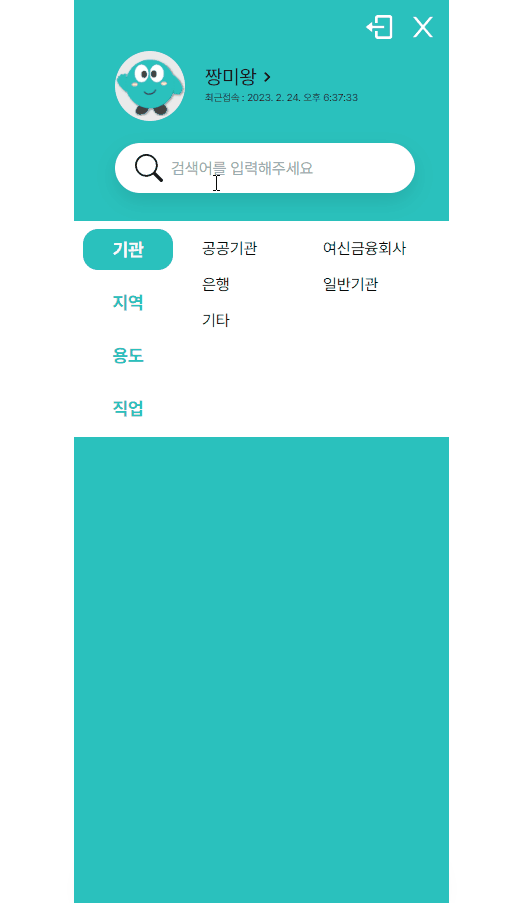 X
짱미왕 >
최근접속 : 2023. 2. 24. 오후 6:37:33
검색어를 입력해주세요
기관
공공기관 여신금융회사
은행 일반기관
기타
지역
용도
직업